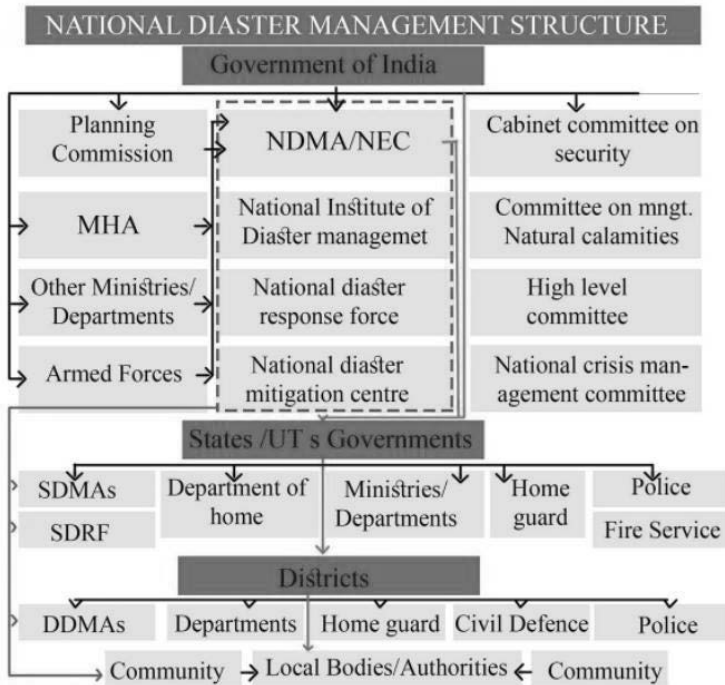 NATIONAL DIASTER MANAGEMENT STRUCTURE
Government of India
Planning
Commission
NDMA/NEC
Cabinet committee on
security
MHA
National Institute of
Diaster managemet
Committee on mngt.
Natural calamities
Other Ministries/
Departments
National diaster
response force
High level
committee
Armed Forces
National diaster
mitigation centre
National crisis man-
agement committee
States /UT s Governments
SDMAs
Department of
home
Ministries/
Departments
Home
guard
Police
SDRF
Fire Service
Districts
DDMAs
Departments
Home guard
Civil Defence
Police
Community
Local Bodies/Authorities
Community